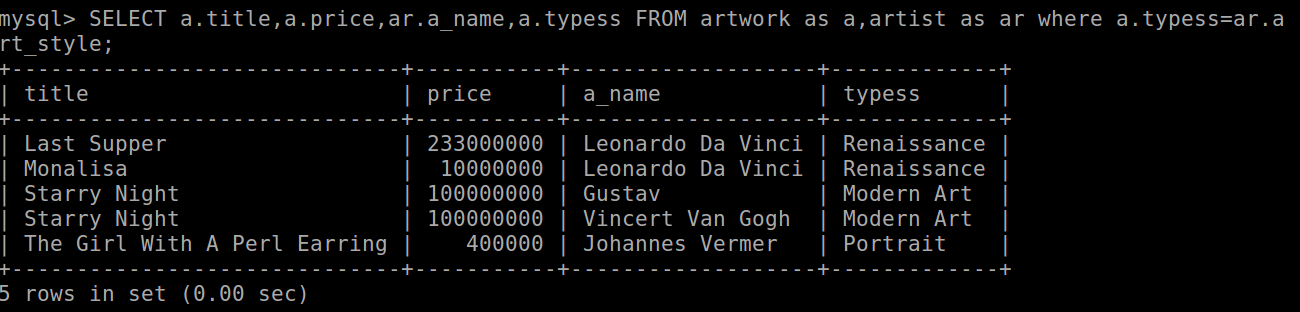 mysql> SELECT a.title,a.price,ar.a_name,a.typess FROM artwork as a,artist as ar where a.typess=ar.a
rt_style;
+-----------------------------+-----------+-------------------+-------------+
| title                       | price     | a_name            | typess      |
+-----------------------------+-----------+-------------------+-------------+
| Last Supper                 | 233000000 | Leonardo Da Vinci | Renaissance |
| Monalisa                    |  10000000 | Leonardo Da Vinci | Renaissance |
| Starry Night                | 100000000 | Gustav            | Modern Art  |
| Starry Night                | 100000000 | Vincert Van Gogh  | Modern Art  |
| The Girl With A Perl Earring |    400000 | Johannes Vermer   | Portrait    |
+-----------------------------+-----------+-------------------+-------------+
5 rows in set (0.00 sec)